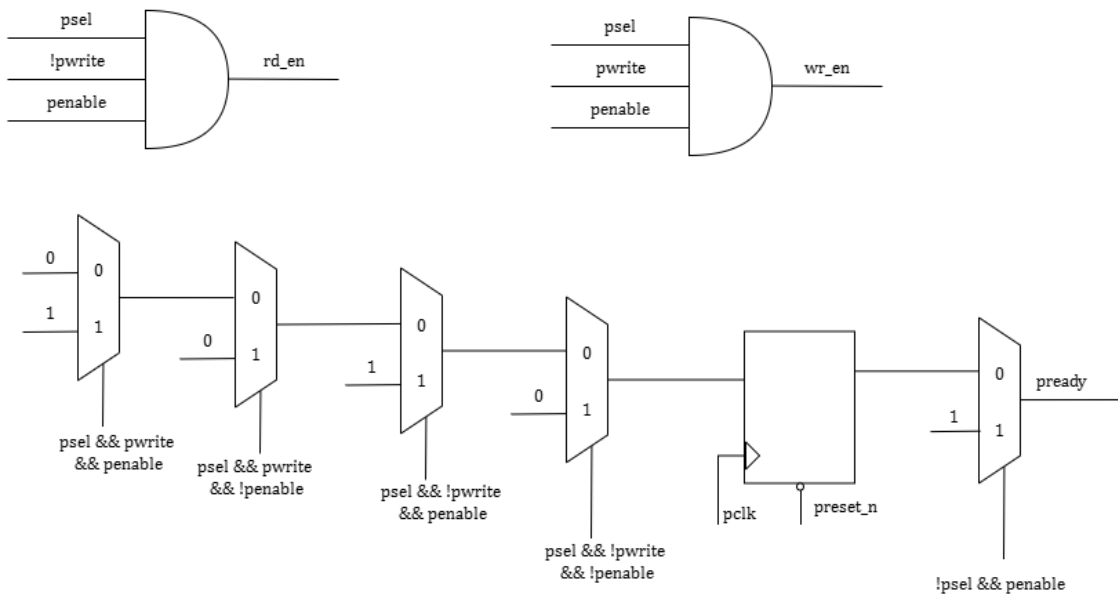 psel
!pwrite
penable
rd_en
psel
pwrite
penable
wr_en
0
1
0
1
psel && pwrite
&& penable
0
0
1
psel && pwrite
&& !penable
1
0
1
psel && !pwrite
&& penable
0
0
1
psel && !pwrite
&& !penable
pclk
preset_n
1
0
1
pready
!psel && penable